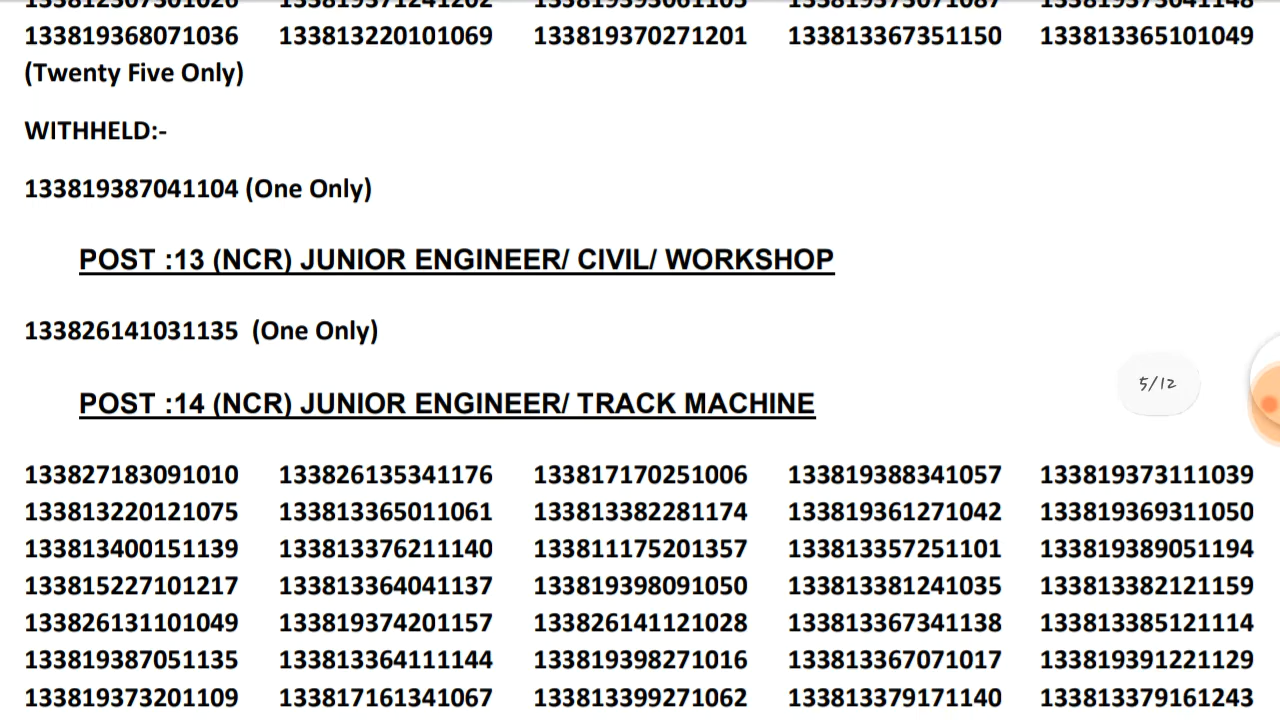 133819368071036 133813220101069 133819370271201 133813367351150 133813365101049
(Twenty Five Only)
WITHHELD:-
133819387041104 (One Only)
POST :13 (NCR) JUNIOR ENGINEER/ CIVIL/ WORKSHOP
133826141031135 (One Only)
5/12
POST :14 (NCR) JUNIOR ENGINEER/ TRACK MACHINE
133827183091010 133826135341176 133817170251006 133819388341057 133819373111039
133813220121075 133813365011061 133813382281174 133819361271042 133819369311050
133813400151139 133813376211140 133811175201357 133813357251101 133819389051194
133815227101217 133813364041137 133819398091050 133813381241035 133813382121159
133826131101049 133819374201157 133826141121028 133813367341138 133813385121114
133819387051135 133813364111144 133819398271016 133813367071017 133819391221129
133819373201109 133817161341067 133813399271062 133813379171140 133813379161243